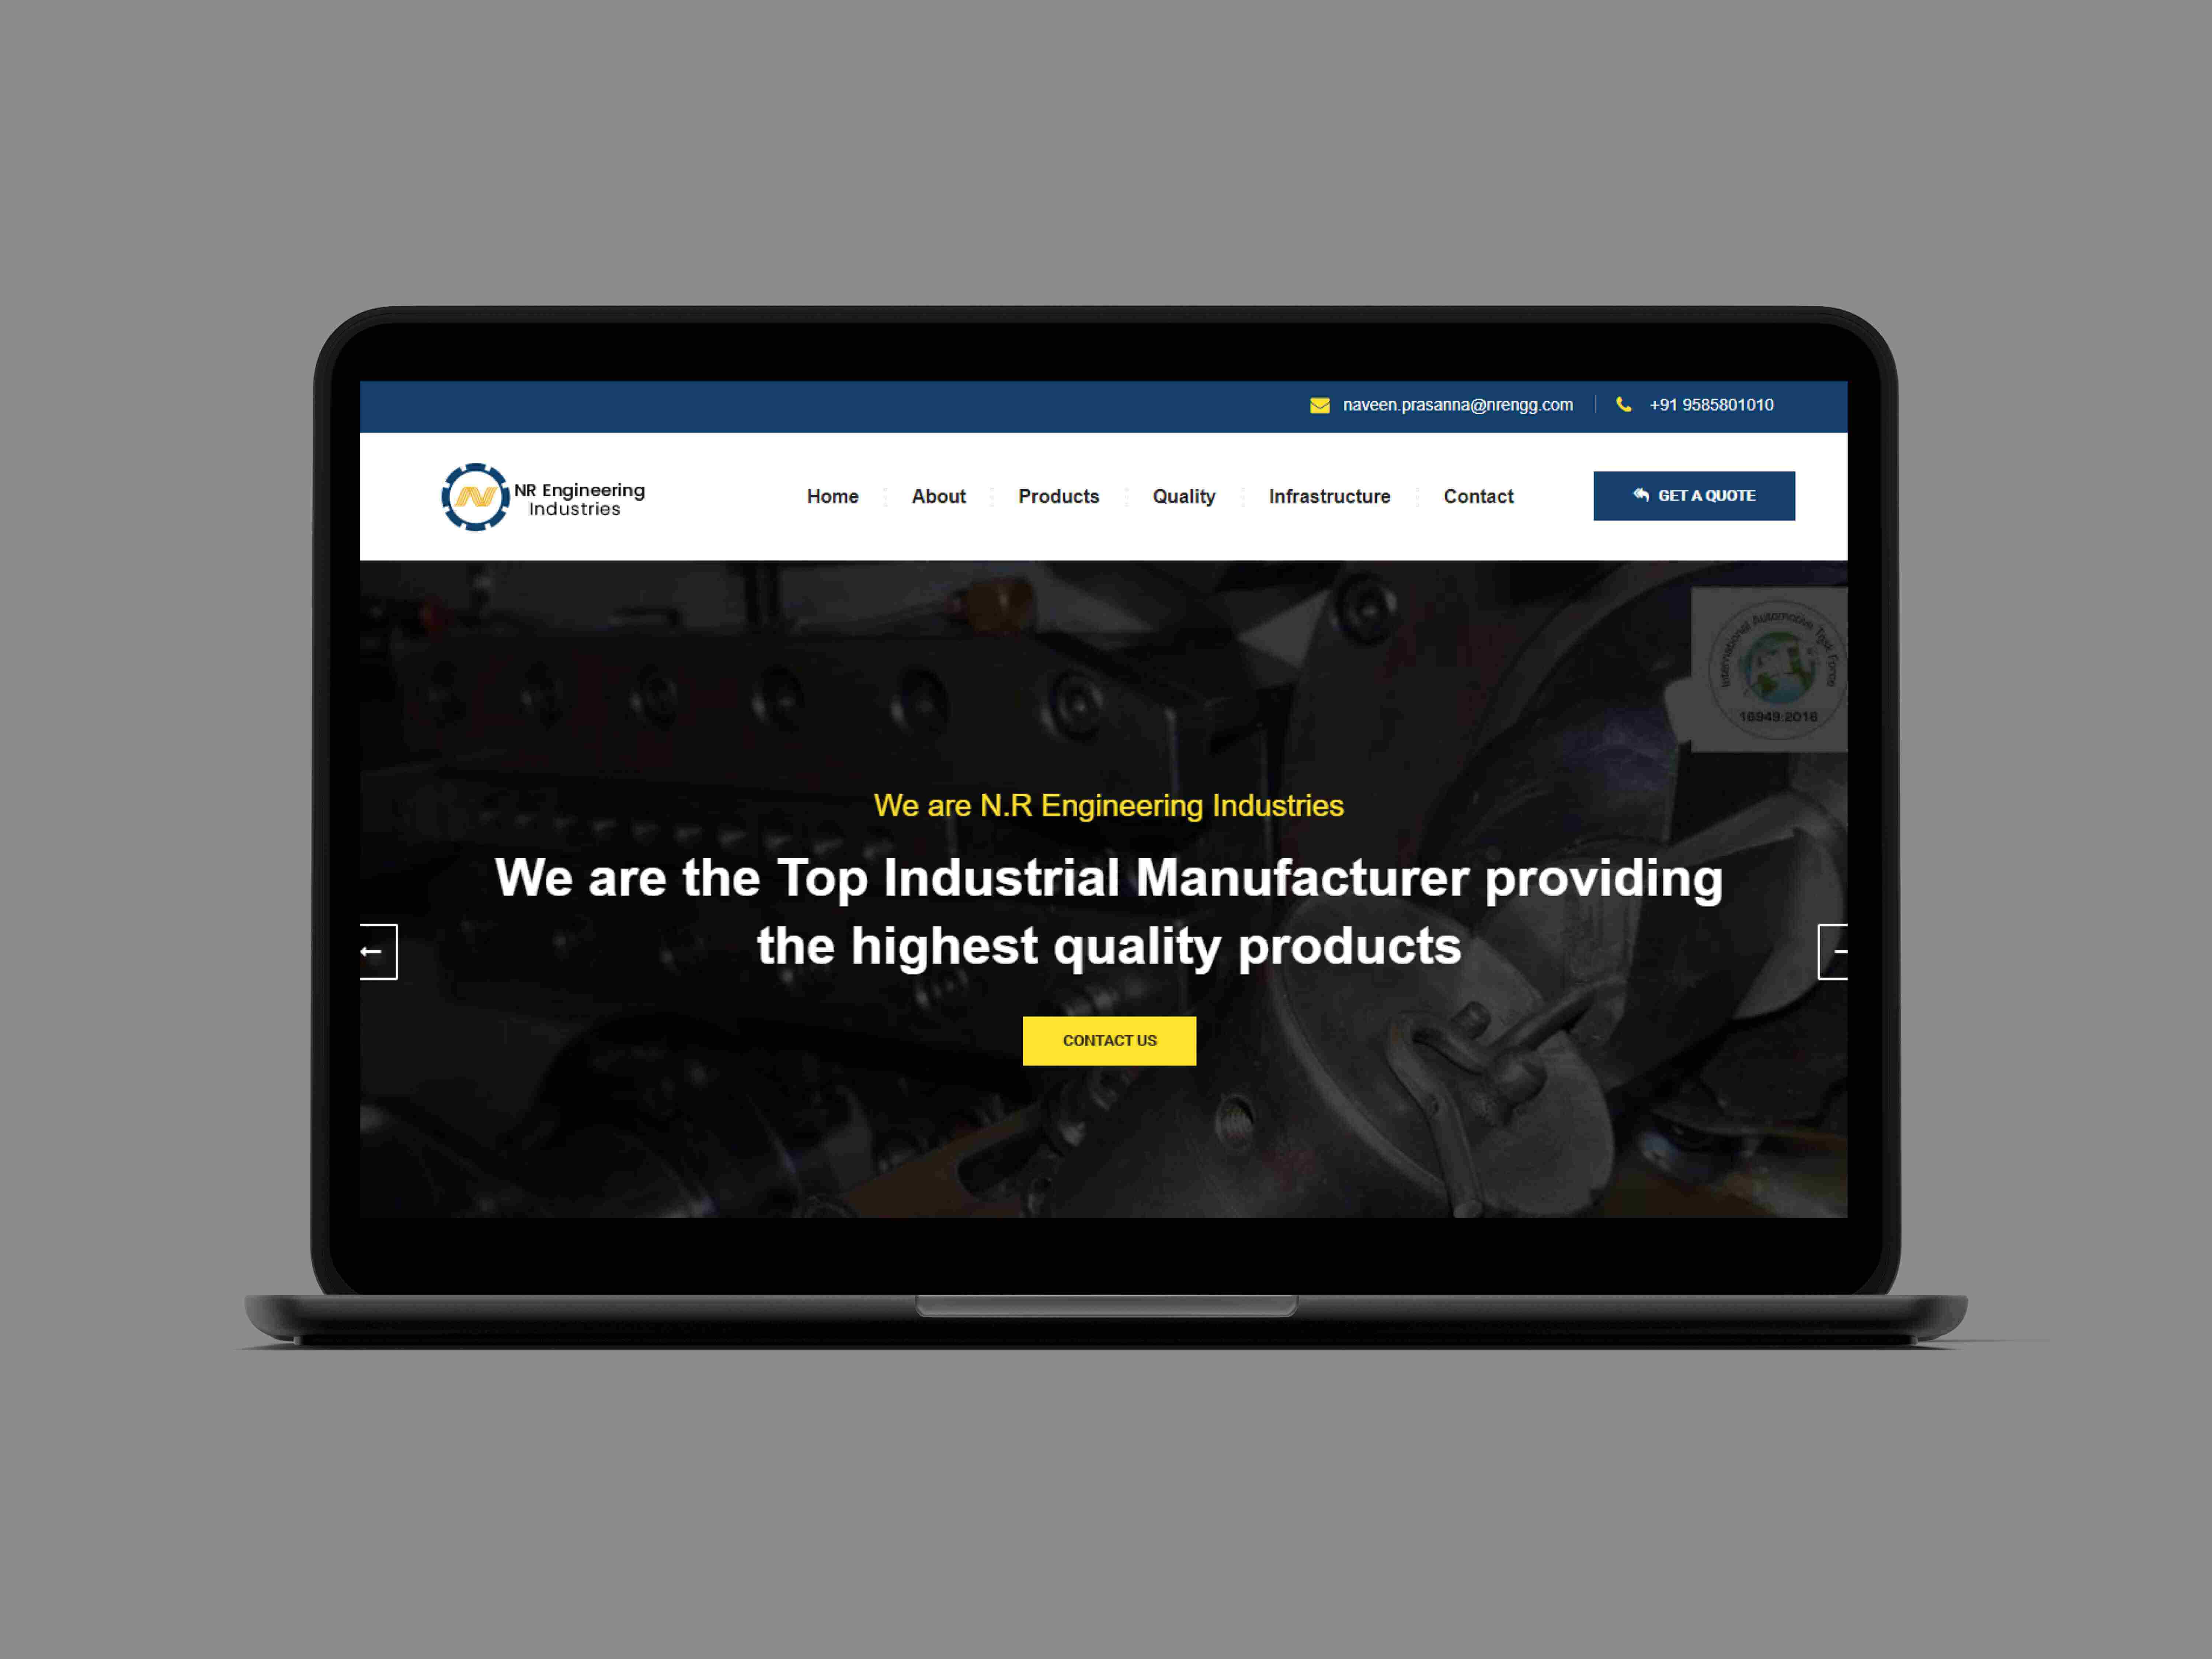 naveen.prasanna@nrengg.com +91 9585801010
NR Engineering
Industries
Home About Products Quality Infrastructure Contact GET A QUOTE
International Automotive Task Force
16949:2016
We are N.R Engineering Industries
We are the Top Industrial Manufacturer providing
the highest quality products
CONTACT US